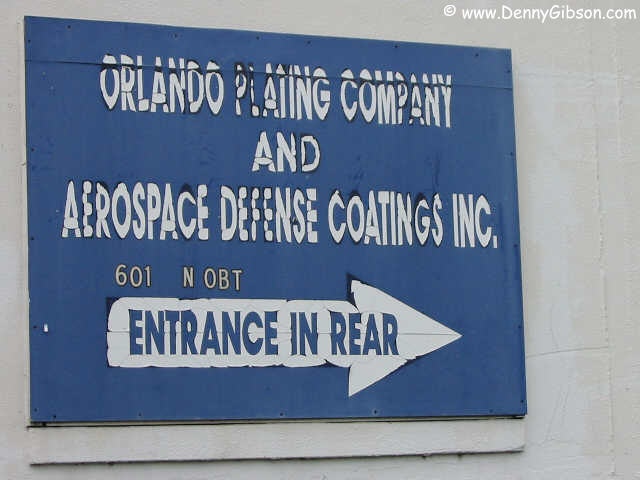 © www.DennyGibson.com
ORLANDO PLATING COMPANY
AND
AEROSPACE DEFENSE COATINGS INC.
601 N OBT
ENTRANCE IN REAR